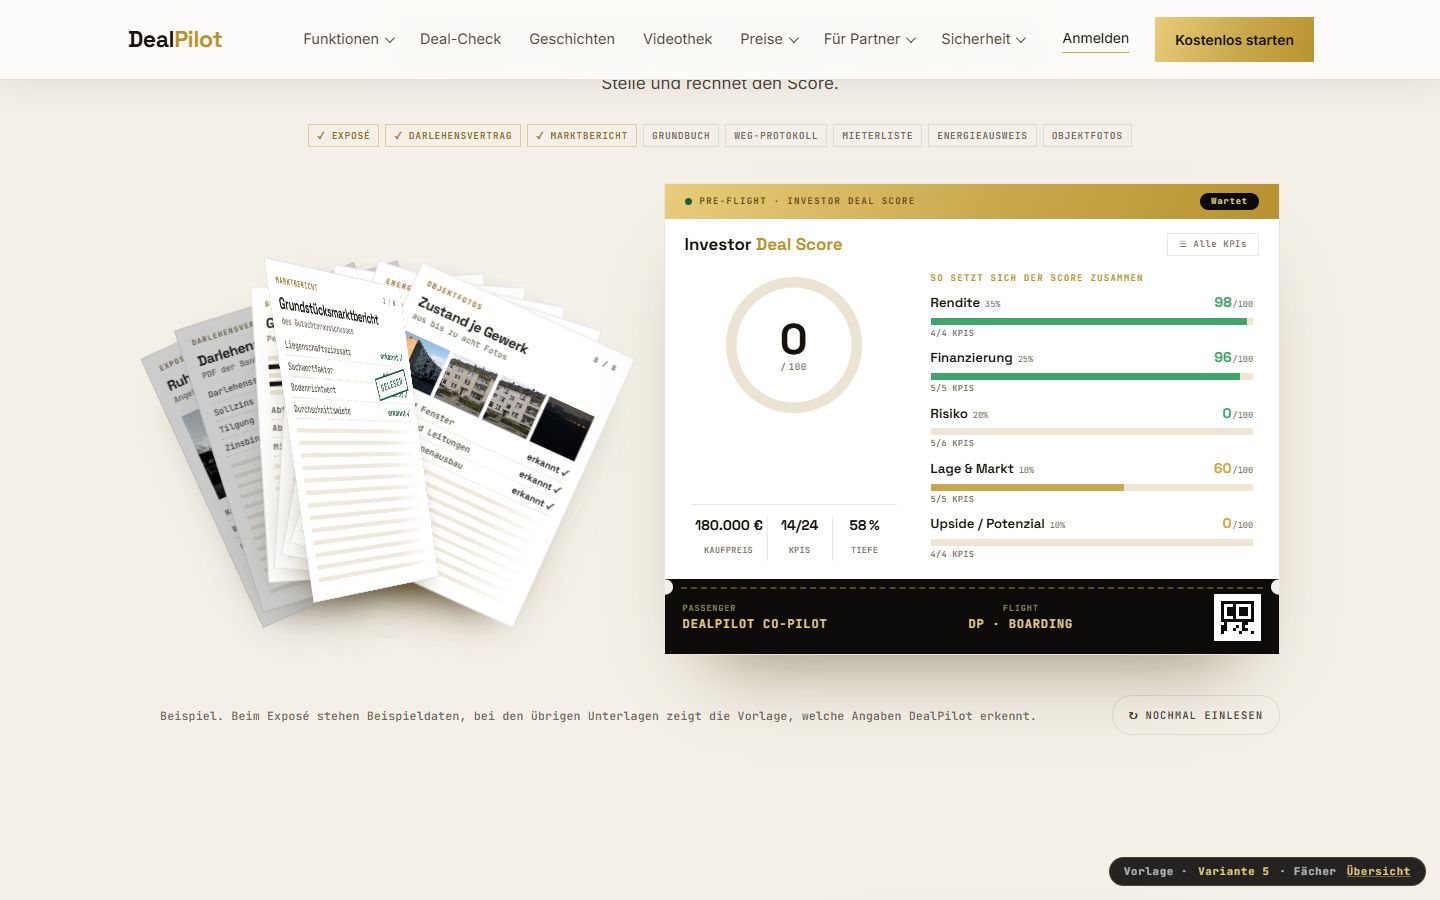 DealPilot
Funktionen
Deal-Check
Geschichten
Videothek
Preise
Für Partner
Sicherheit
Anmelden
Kostenlos starten
Stelle und rechnet den Score.
✓ EXPOSÉ
✓ DARLEHENSVERTRAG
✓ MARKTBERICHT
GRUNDBUCH
WEG-PROTOKOLL
MIETERLISTE
ENERGIEAUSWEIS
OBJEKTFOTOS
MARKTBERICHT
1 / 8
Grundstücksmarktbericht
des Gutachterausschusses
Liegenschaftszinssatz
erkannt ✓
Sachwertfaktor
Bodenrichtwert
GELESEN
Durchschnittsmiete
erkannt ✓
OBJEKTFOTOS
8 / 8
Zustand je Gewerk
aus bis zu acht Fotos
Fenster
erkannt ✓
Leitungen
erkannt ✓
erkannt ✓
Sollzins
Tilgung
PRE-FLIGHT · INVESTOR DEAL SCORE
Wartet
Investor Deal Score
☰ Alle KPIs
0
/ 100
180.000 €
KAUFPREIS
14/24
KPIS
58 %
TIEFE
SO SETZT SICH DER SCORE ZUSAMMEN
Rendite 35%
98/100
4/4 KPIS
Finanzierung 25%
96/100
5/5 KPIS
Risiko 20%
0/100
5/6 KPIS
Lage & Markt 10%
60/100
5/5 KPIS
Upside / Potenzial 10%
0/100
4/4 KPIS
PASSENGER
DEALPILOT CO-PILOT
FLIGHT
DP · BOARDING
Beispiel. Beim Exposé stehen Beispieldaten, bei den übrigen Unterlagen zeigt die Vorlage, welche Angaben DealPilot erkennt.
↻ NOCHMAL EINLESEN
Vorlage · Variante 5 · Fächer Übersicht